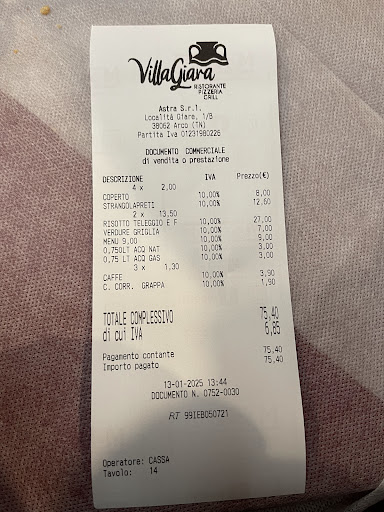 VillaGiara
RISTORANTE
PIZZERIA
GRILL
Astra S.r.l.
Località Giare, 1/B
38062 Arco (TN)
Partita Iva 01231980226
DOCUMENTO COMMERCIALE
di vendita o prestazione
DESCRIZIONE IVA Prezzo(€)
4 x 2,00
COPERTO 10,00% 8,00
STRANGOLAPRETI 10,00% 12,60
2 x 13,50
RISOTTO TELEGGIO E F 10,00% 27,00
VERDURE GRIGLIA 10,00% 7,00
MENU 9,00 10,00% 9,00
0,75LT ACQ NAT 10,00% 3,00
0,75 LT ACQ GAS 10,00% 3,00
3 x 1,30
CAFFE 10,00% 3,90
C. CORR. GRAPPA 10,00% 1,90
TOTALE COMPLESSIVO 75,40
di cui IVA 6,85
Pagamento contante 75,40
Importo pagato 75,40
13-01-2025 13:44
DOCUMENTO N. 0752-0030
RT 99IEB050721
Operatore: CASSA
Tavolo: 14